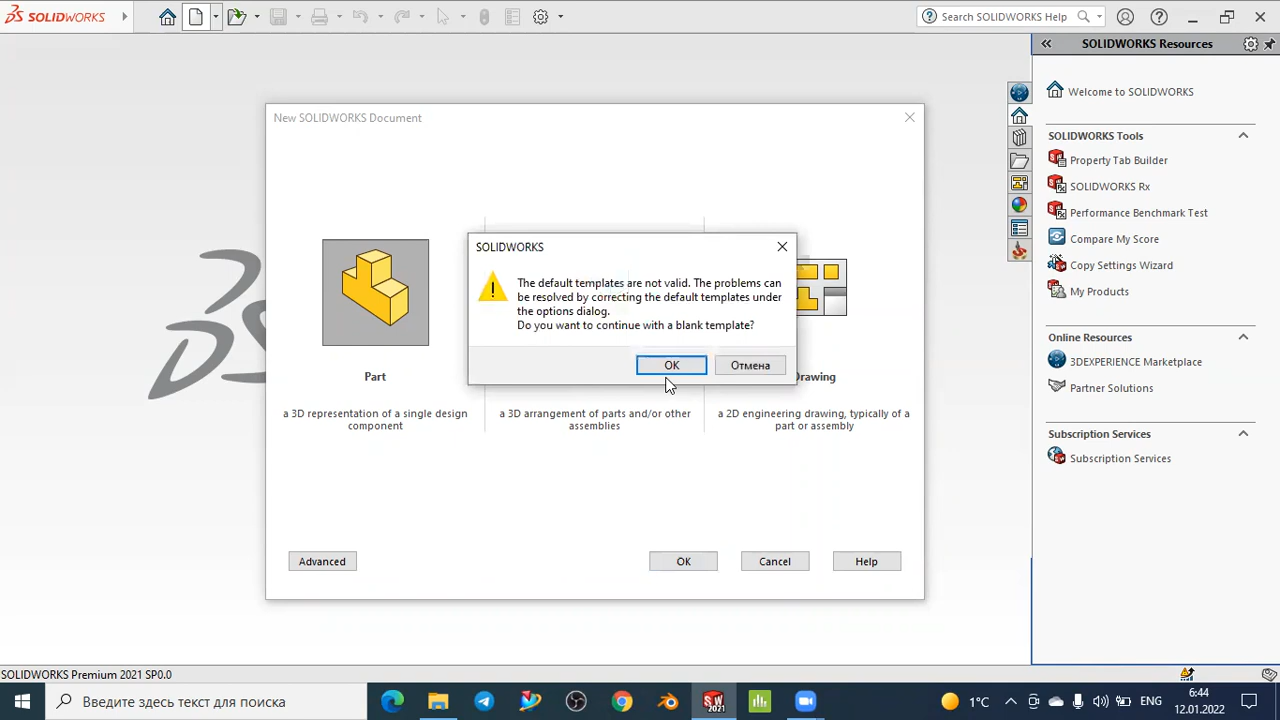 SOLIDWORKS
Search SOLIDWORKS Help
SOLIDWORKS Resources
Welcome to SOLIDWORKS
SOLIDWORKS Tools
Property Tab Builder
SOLIDWORKS Rx
Performance Benchmark Test
Compare My Score
Copy Settings Wizard
My Products
Online Resources
3DEXPERIENCE Marketplace
Partner Solutions
Subscription Services
Subscription Services
New SOLIDWORKS Document
SOLIDWORKS
The default templates are not valid. The problems can
be resolved by correcting the default templates under
the options dialog.
Do you want to continue with a blank template?
OK
Отмена
Part
Drawing
a 3D representation of a single design
component
a 3D arrangement of parts and/or other
assemblies
a 2D engineering drawing, typically of a
part or assembly
Advanced
OK
Cancel
Help
SOLIDWORKS Premium 2021 SP0.0
Введите здесь текст для поиска
SW
2021
1°C
ENG
6:44
12.01.2022